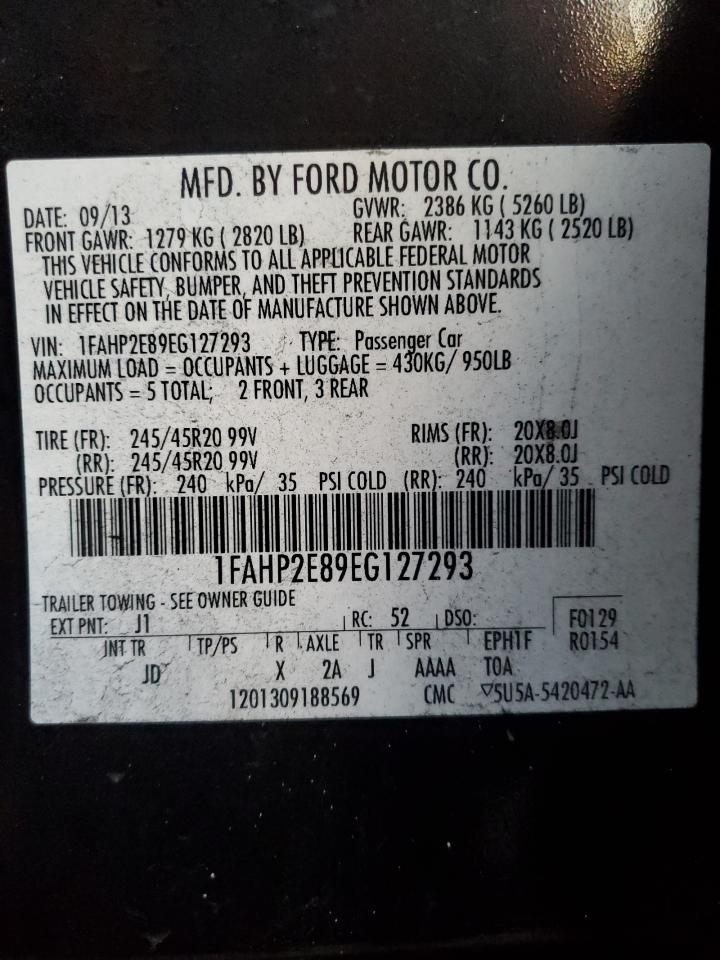 MFD. BY FORD MOTOR CO.
DATE: 09/13 GVWR: 2386 KG ( 5260 LB)
FRONT GAWR: 1279 KG ( 2820 LB) REAR GAWR: 1143 KG ( 2520 LB)
THIS VEHICLE CONFORMS TO ALL APPLICABLE FEDERAL MOTOR
VEHICLE SAFETY, BUMPER, AND THEFT PREVENTION STANDARDS
IN EFFECT ON THE DATE OF MANUFACTURE SHOWN ABOVE.
VIN: 1FAHP2E89EG127293 TYPE: Passenger Car
MAXIMUM LOAD = OCCUPANTS + LUGGAGE = 430KG/ 950LB
OCCUPANTS = 5 TOTAL; 2 FRONT, 3 REAR
TIRE (FR): 245/45R20 99V RIMS (FR): 20X8.0J
(RR): 245/45R20 99V (RR): 20X8.0J
PRESSURE (FR): 240 kPa/ 35 PSI COLD (RR): 240 kPa/ 35 PSI COLD
1FAHP2E89EG127293
TRAILER TOWING - SEE OWNER GUIDE
EXT PNT: J1 RC: 52 DSO: F0129
INT TR TP/PS R AXLE TR SPR EPH1F R0154
JD X 2A J AAAA TOA
1201309188569 CMC ▽5U5A-5420472-AA